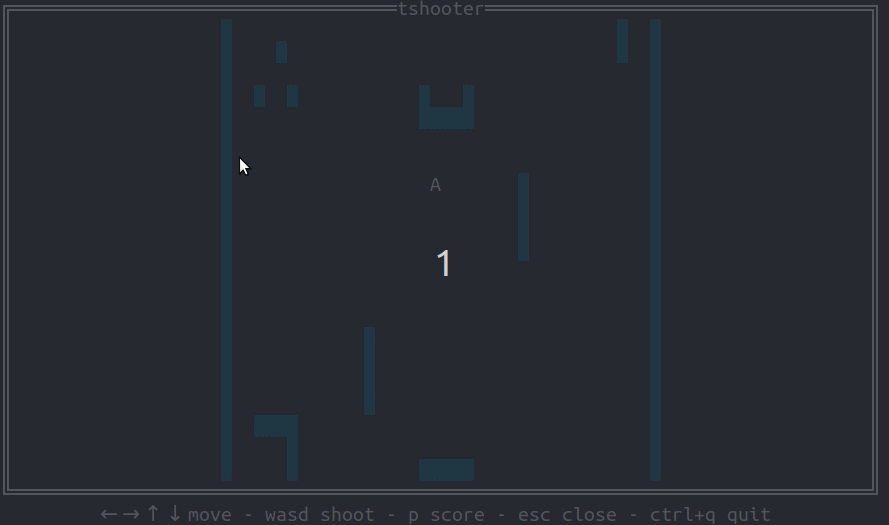 tshooter
A
1
←→↑↓move - wasd shoot - p score - esc close - ctrl+q quit